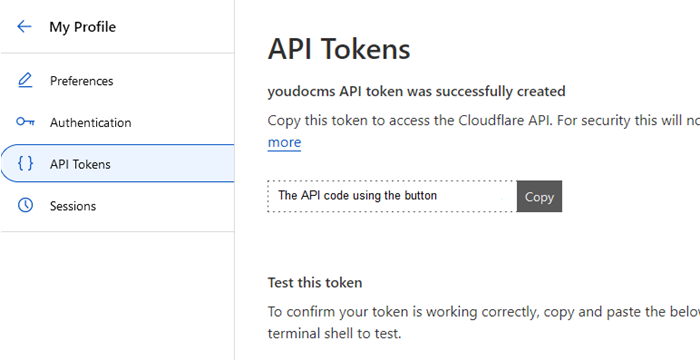 My Profile
Preferences
Authentication
API Tokens
Sessions
API Tokens
youdocms API token was successfully created
Copy this token to access the Cloudflare API. For security this will
more
The API code using the button
Copy
Test this token
To confirm your token is working correctly, copy and paste the
terminal shell to test.